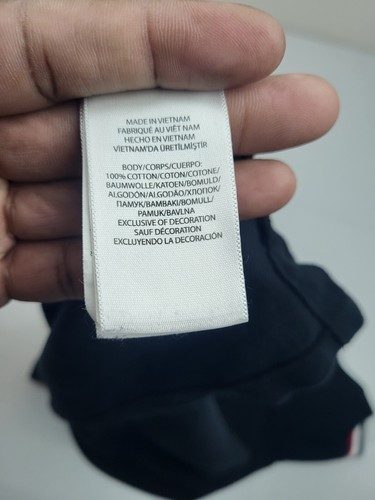 MADE IN VIETNAM
FABRIQUÉ AU VIÊT NAM
HECHO EN VIETNAM
VIETNAM'DA ÜRETİLMİŞTİR
BODY/CORPS/CUERPO:
100% COTTON/COTON/COTONE/
BAUMWOLLE/KATOEN/BOMULD/
ALGODÓN/ALGODÃO/ХЛОПОК/
ПАМУК/BAMBAKI/BOMULL/
PAMUK/BAVLNA
EXCLUSIVE OF DECORATION
SAUF DÉCORATION
EXCLUYENDO LA DECORACIÓN